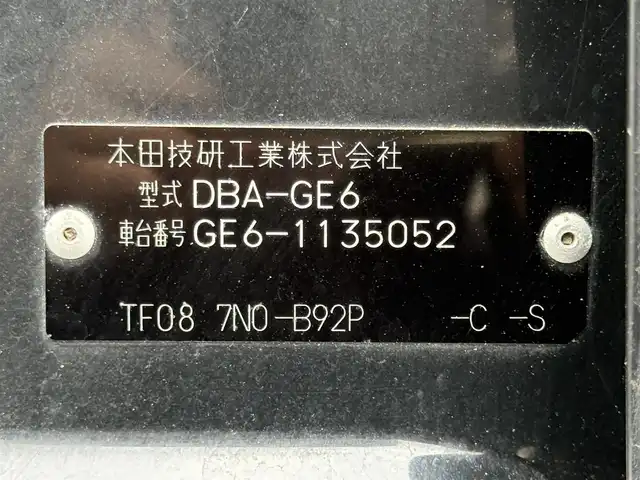 本田技研工業株式会社
型式 DBA-GE6
車台番号 GE6-1135052
TF08 7N0-B92P -C -S